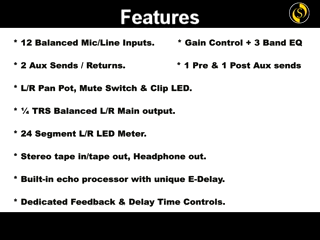 Features
* 12 Balanced Mic/Line Inputs. * Gain Control + 3 Band EQ
* 2 Aux Sends / Returns. * 1 Pre & 1 Post Aux sends
* L/R Pan Pot, Mute Switch & Clip LED.
* ¼ TRS Balanced L/R Main output.
* 24 Segment L/R LED Meter.
* Stereo tape in/tape out, Headphone out.
* Built-in echo processor with unique E-Delay.
* Dedicated Feedback & Delay Time Controls.